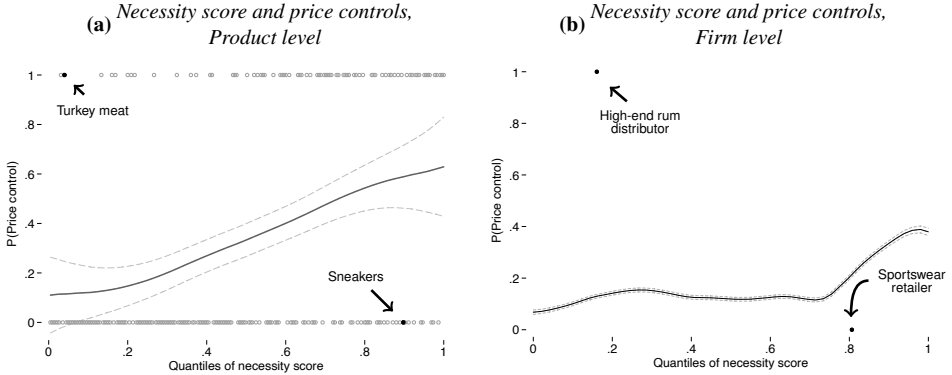 (a)
Necessity score and price controls,
Product level
1
.8
.6
.4
.2
0
P(Price control)
Turkey meat
Sneakers
0 .2 .4 .6 .8 1
Quantiles of necessity score
(b)
Necessity score and price controls,
Firm level
1
.8
.6
.4
.2
0
P(Price control)
High-end rum
distributor
Sportswear
retailer
0 .2 .4 .6 .8 1
Quantiles of necessity score